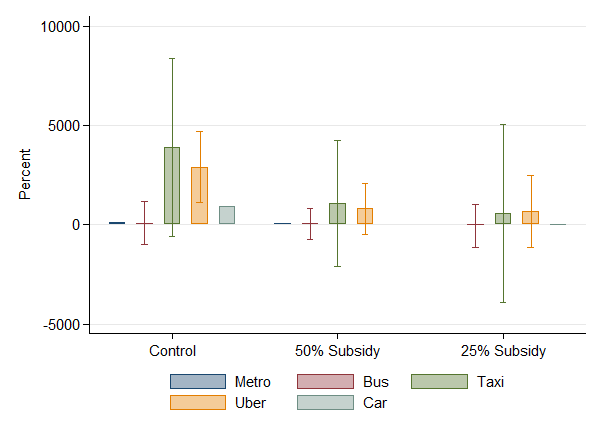 10000
5000
0
-5000
Percent
Control
50% Subsidy
25% Subsidy
Metro
Bus
Taxi
Uber
Car